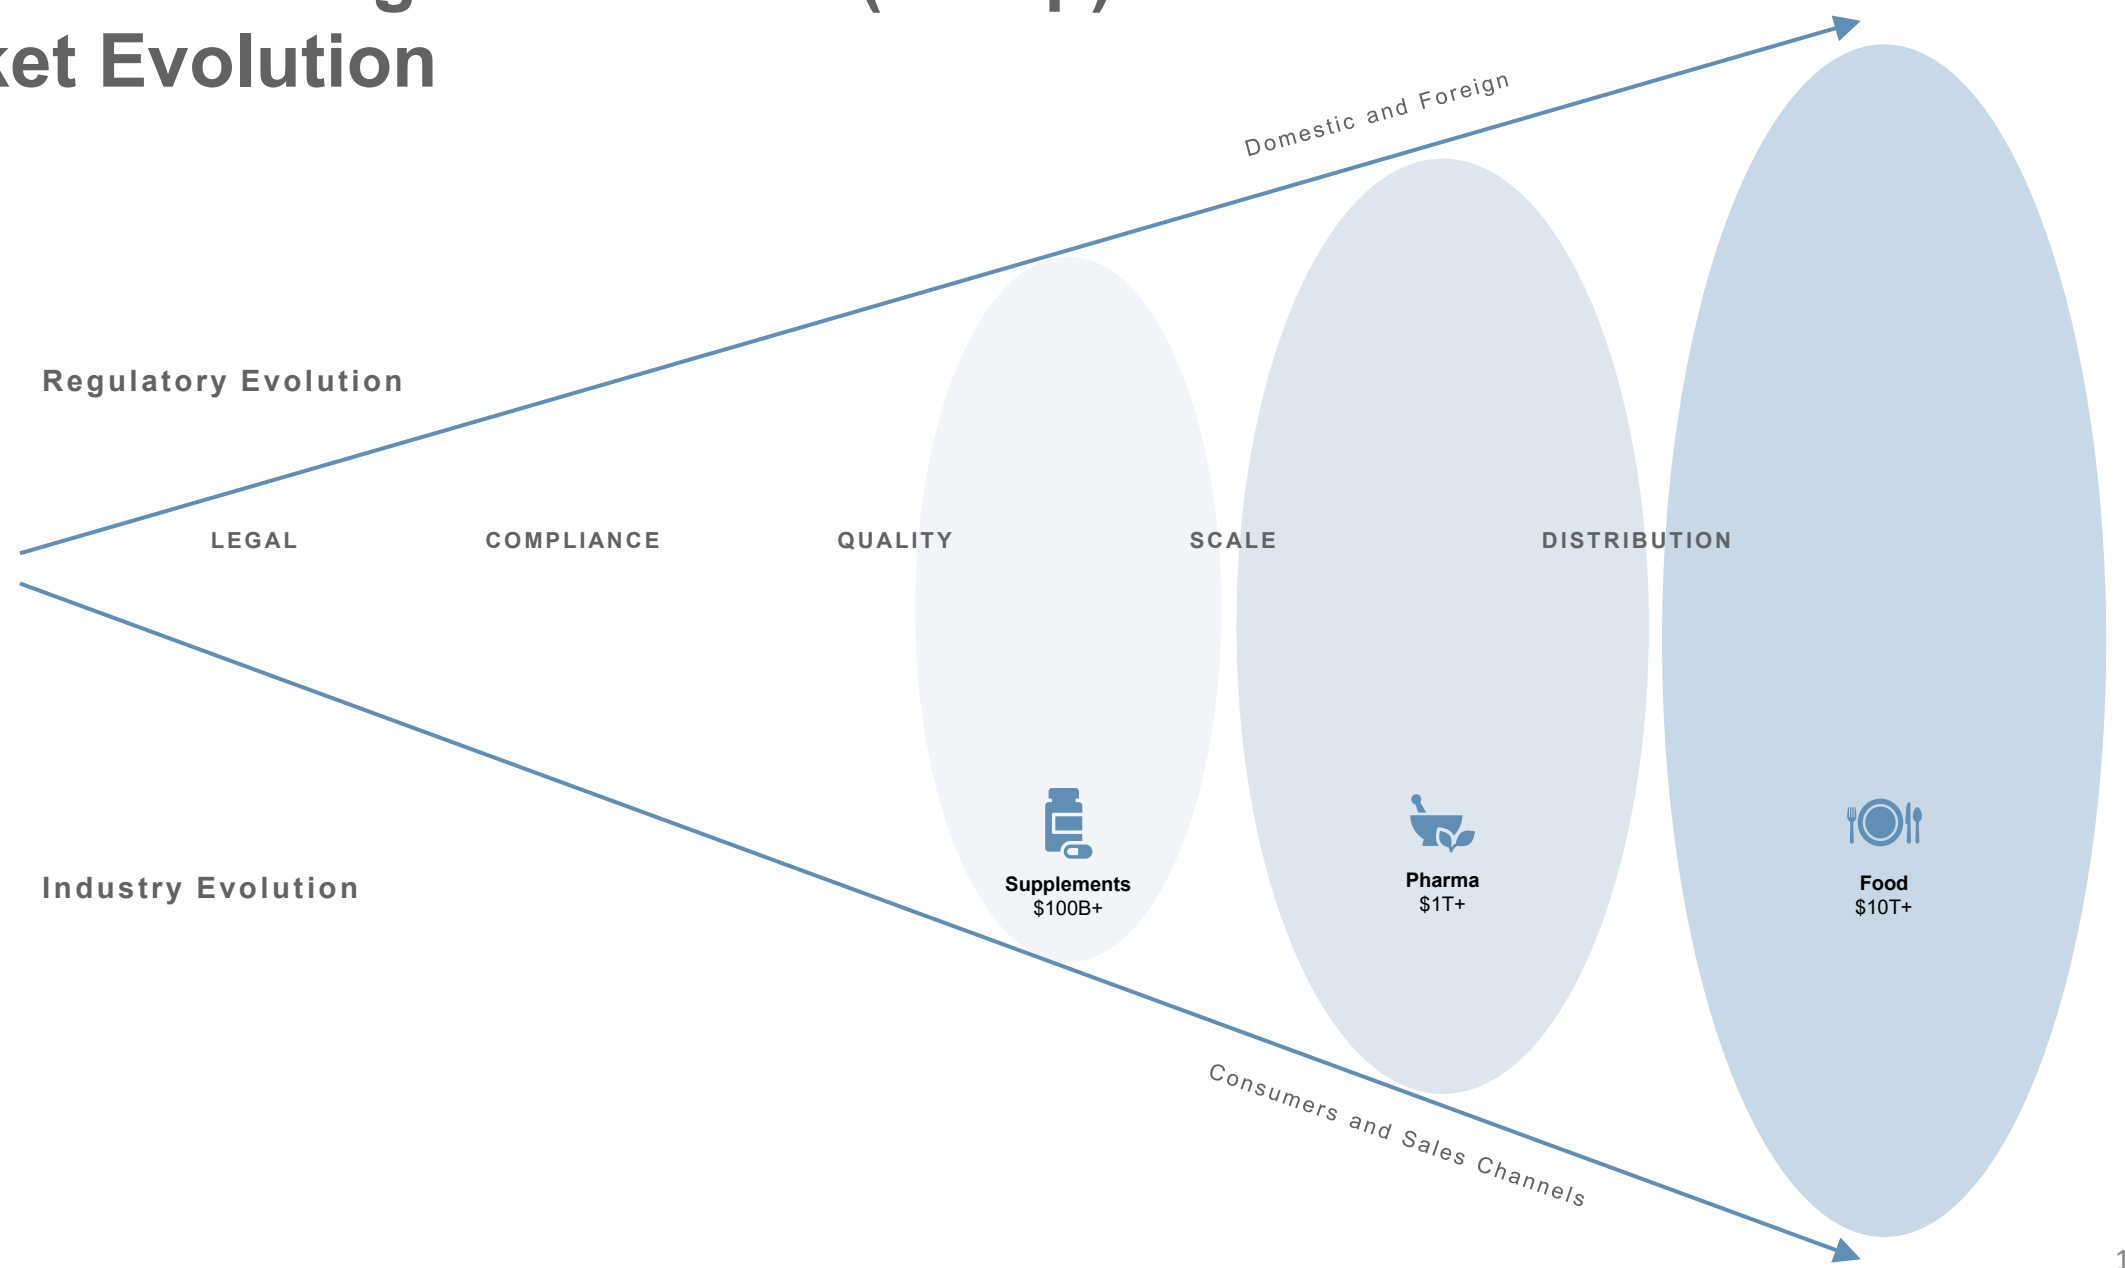 Evolution
Domestic and Foreign
Regulatory Evolution
LEGAL
COMPLIANCE
QUALITY
SCALE
DISTRIBUTION
Industry Evolution
Supplements
$100B+
Pharma
$1T+
Food
$10T+
Consumers and Sales Channels